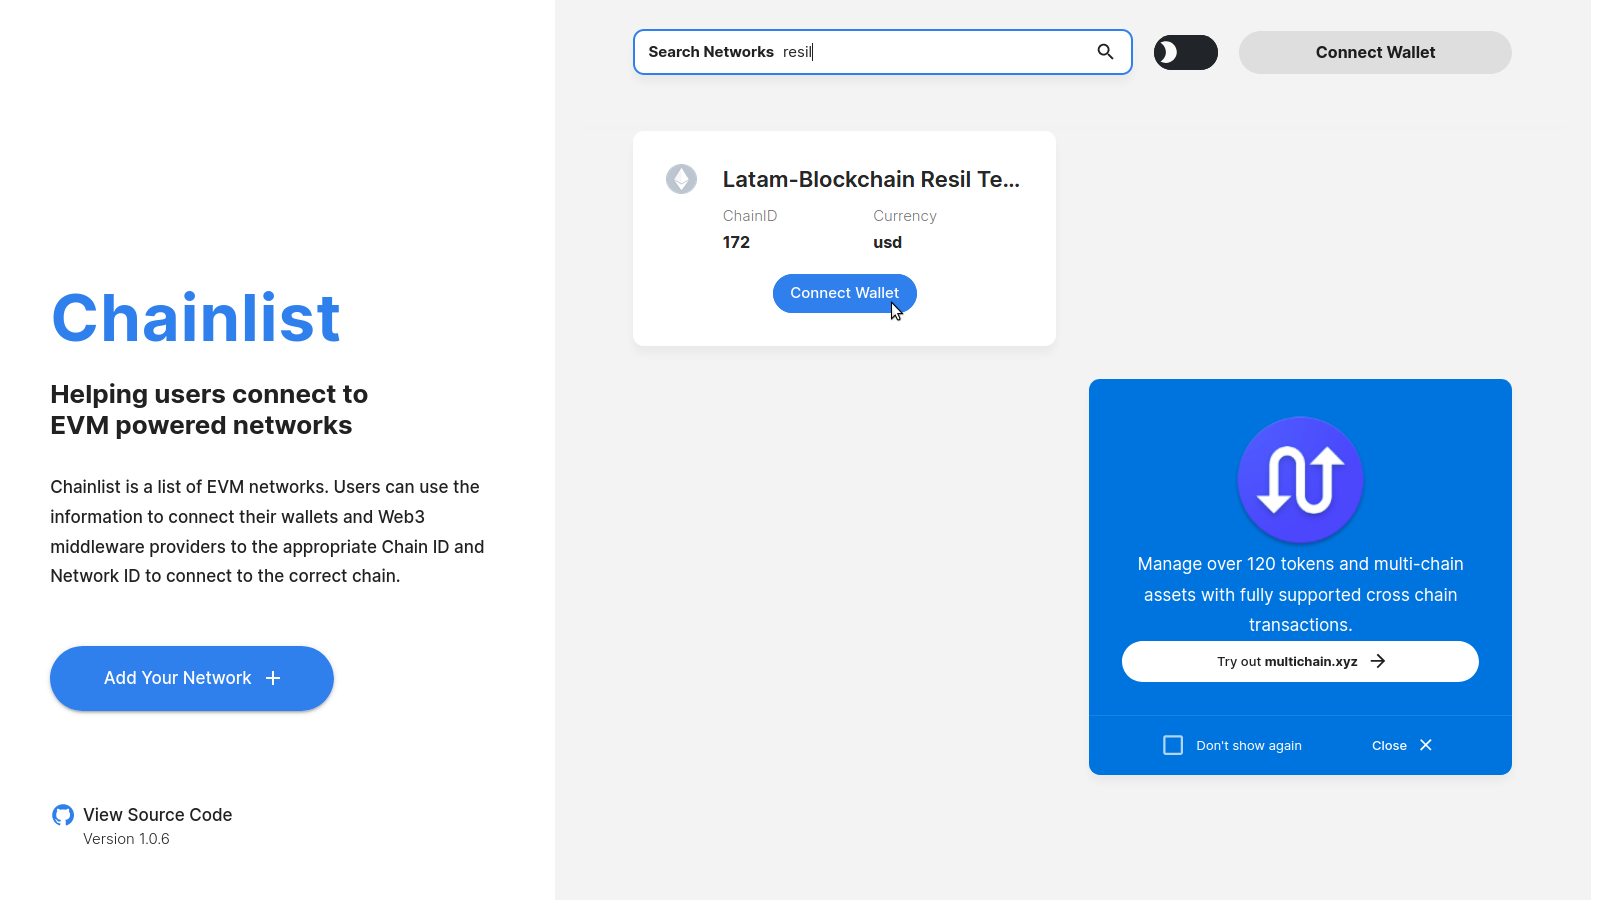 Search Networks resil
Connect Wallet
Latam-Blockchain Resil Te...
ChainID
Currency
172
usd
Connect Wallet
Chainlist
Helping users connect to
EVM powered networks
Chainlist is a list of EVM networks. Users can use the
information to connect their wallets and Web3
middleware providers to the appropriate Chain ID and
Network ID to connect to the correct chain.
Add Your Network
View Source Code
Version 1.0.6
Manage over 120 tokens and multi-chain
assets with fully supported cross chain
transactions.
Try out multichain.xyz
Don't show again
Close